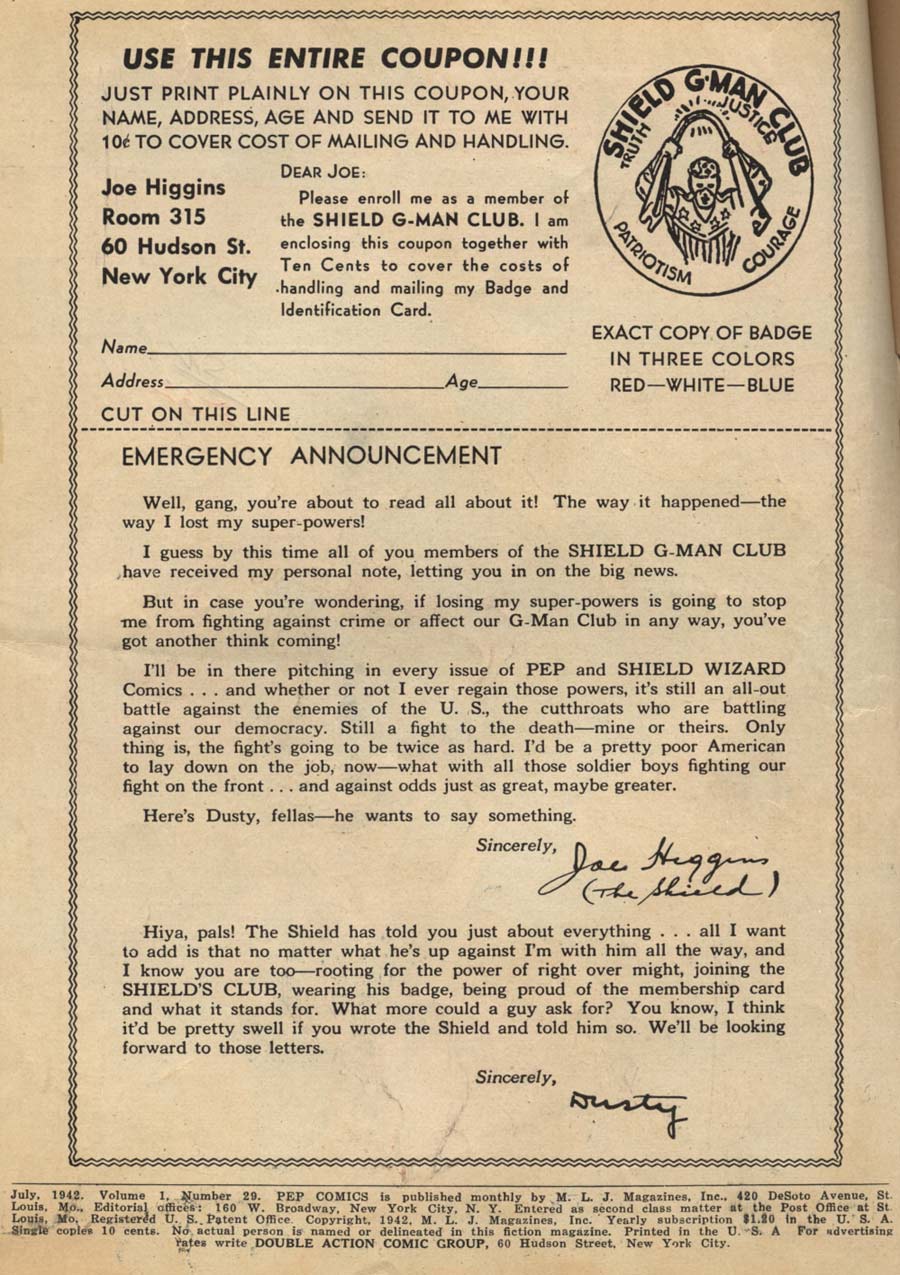 USE THIS ENTIRE COUPON!!!
JUST PRINT PLAINLY ON THIS COUPON, YOUR
NAME, ADDRESS, AGE AND SEND IT TO ME WITH
10¢ TO COVER COST OF MAILING AND HANDLING.
Joe Higgins
Room 315
60 Hudson St.
New York City
DEAR JOE:
Please enroll me as a member of
the SHIELD G-MAN CLUB. I am
enclosing this coupon together with
Ten Cents to cover the costs of
handling and mailing my Badge and
Identification Card.
SHIELD G-MAN CLUB
TRUTH
JUSTICE
PATRIOTISM
COURAGE
EXACT COPY OF BADGE
IN THREE COLORS
RED—WHITE—BLUE
Name
Address Age
CUT ON THIS LINE
EMERGENCY ANNOUNCEMENT
Well, gang, you're about to read all about it! The way it happened—the
way I lost my super-powers!
I guess by this time all of you members of the SHIELD G-MAN CLUB
have received my personal note, letting you in on the big news.
But in case you're wondering, if losing my super-powers is going to stop
me from fighting against crime or affect our G-Man Club in any way, you've
got another think coming!
I'll be in there pitching in every issue of PEP and SHIELD WIZARD
Comics . . . and whether or not I ever regain those powers, it's still an all-out
battle against the enemies of the U. S., the cutthroats who are battling
against our democracy. Still a fight to the death—mine or theirs. Only
thing is, the fight's going to be twice as hard. I'd be a pretty poor American
to lay down on the job, now—what with all those soldier boys fighting our
fight on the front . . . and against odds just as great, maybe greater.
Here's Dusty, fellas—he wants to say something.
Sincerely,
Joe Higgins
(The Shield)
Hiya, pals! The Shield has told you just about everything . . . all I want
to add is that no matter what he's up against I'm with him all the way, and
I know you are too—rooting for the power of right over might, joining the
SHIELD'S CLUB, wearing his badge, being proud of the membership card
and what it stands for. What more could a guy ask for? You know, I think
it'd be pretty swell if you wrote the Shield and told him so. We'll be looking
forward to those letters.
Sincerely,
Dusty
July, 1942. Volume 1, Number 29. PEP COMICS is published monthly by M. L. J. Magazines, Inc., 420 DeSoto Avenue, St.
Louis, Mo., Editorial offices: 160 W. Broadway, New York City, N. Y. Entered as second class matter at the Post Office at St.
Louis, Mo. Registered U. S. Patent Office. Copyright, 1942, M. L. J. Magazines, Inc. Yearly subscription $1.20 in the U. S. A.
Single copies 10 cents. No actual person is named or delineated in this fiction magazine. Printed in the U. S. A For advertising
rates write DOUBLE ACTION COMIC GROUP, 60 Hudson Street, New York City.